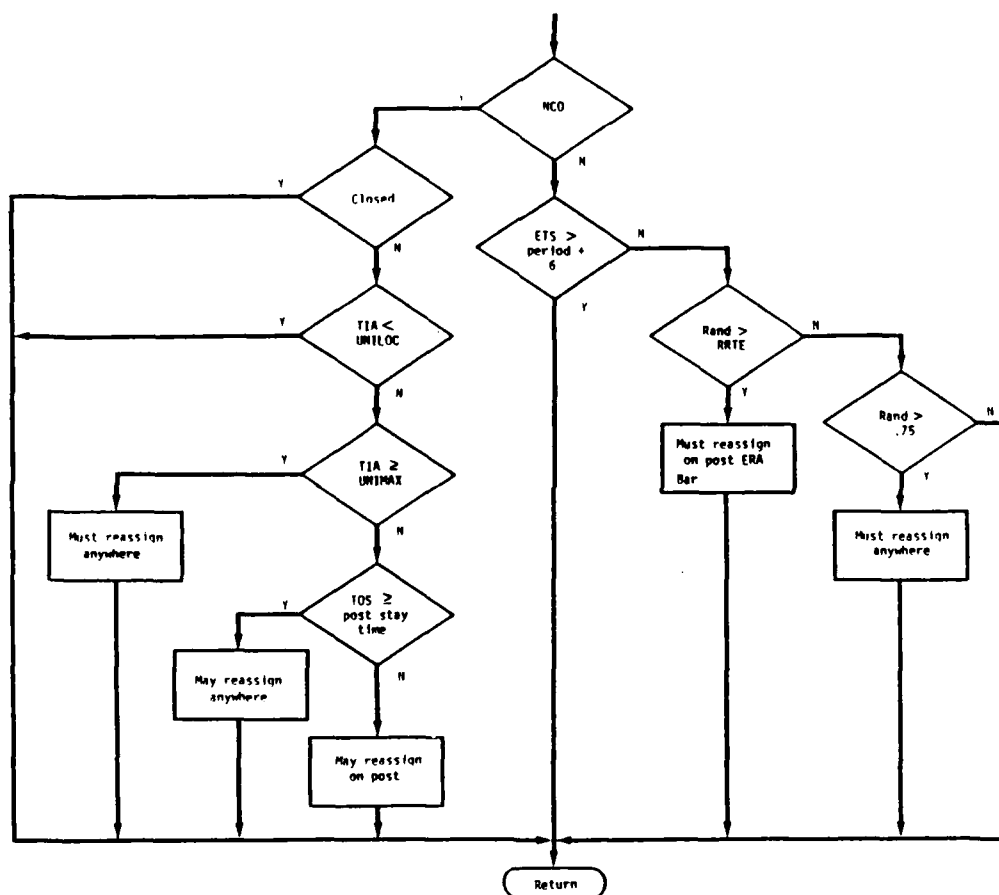 NCO
Y
N
Closed
Y
N
ETS >
period +
6
N
Y
TIA <
UNILOC
Y
N
Rand >
RRTE
N
Y
Rand >
.75
N
Y
TIA ≥
UNIMAX
Y
N
Must reassign
on post ERA
Bar
Must reassign
anywhere
Must reassign
anywhere
TOS ≥
post stay
time
Y
N
May reassign
anywhere
May reassign
on post
Return